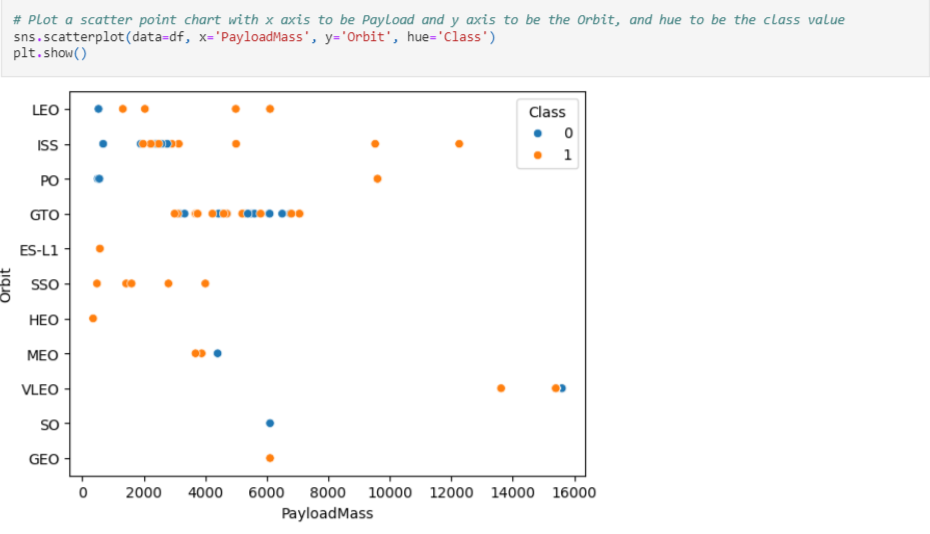 # Plot a scatter point chart with x axis to be Payload and y axis to be the Orbit, and hue to be the class value
sns.scatterplot(data=df, x='PayloadMass', y='Orbit', hue='Class')
plt.show()
Class
0
1
LEO
ISS
PO
GTO
ES-L1
SSO
HEO
MEO
VLEO
SO
GEO
Orbit
0 2000 4000 6000 8000 10000 12000 14000 16000
PayloadMass